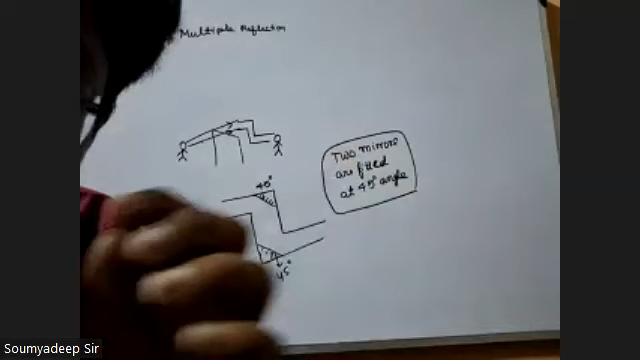 Multiple Reflection
Two mirrors
are fitted
at 45° angle
45°
45°
Soumyadeep Sir